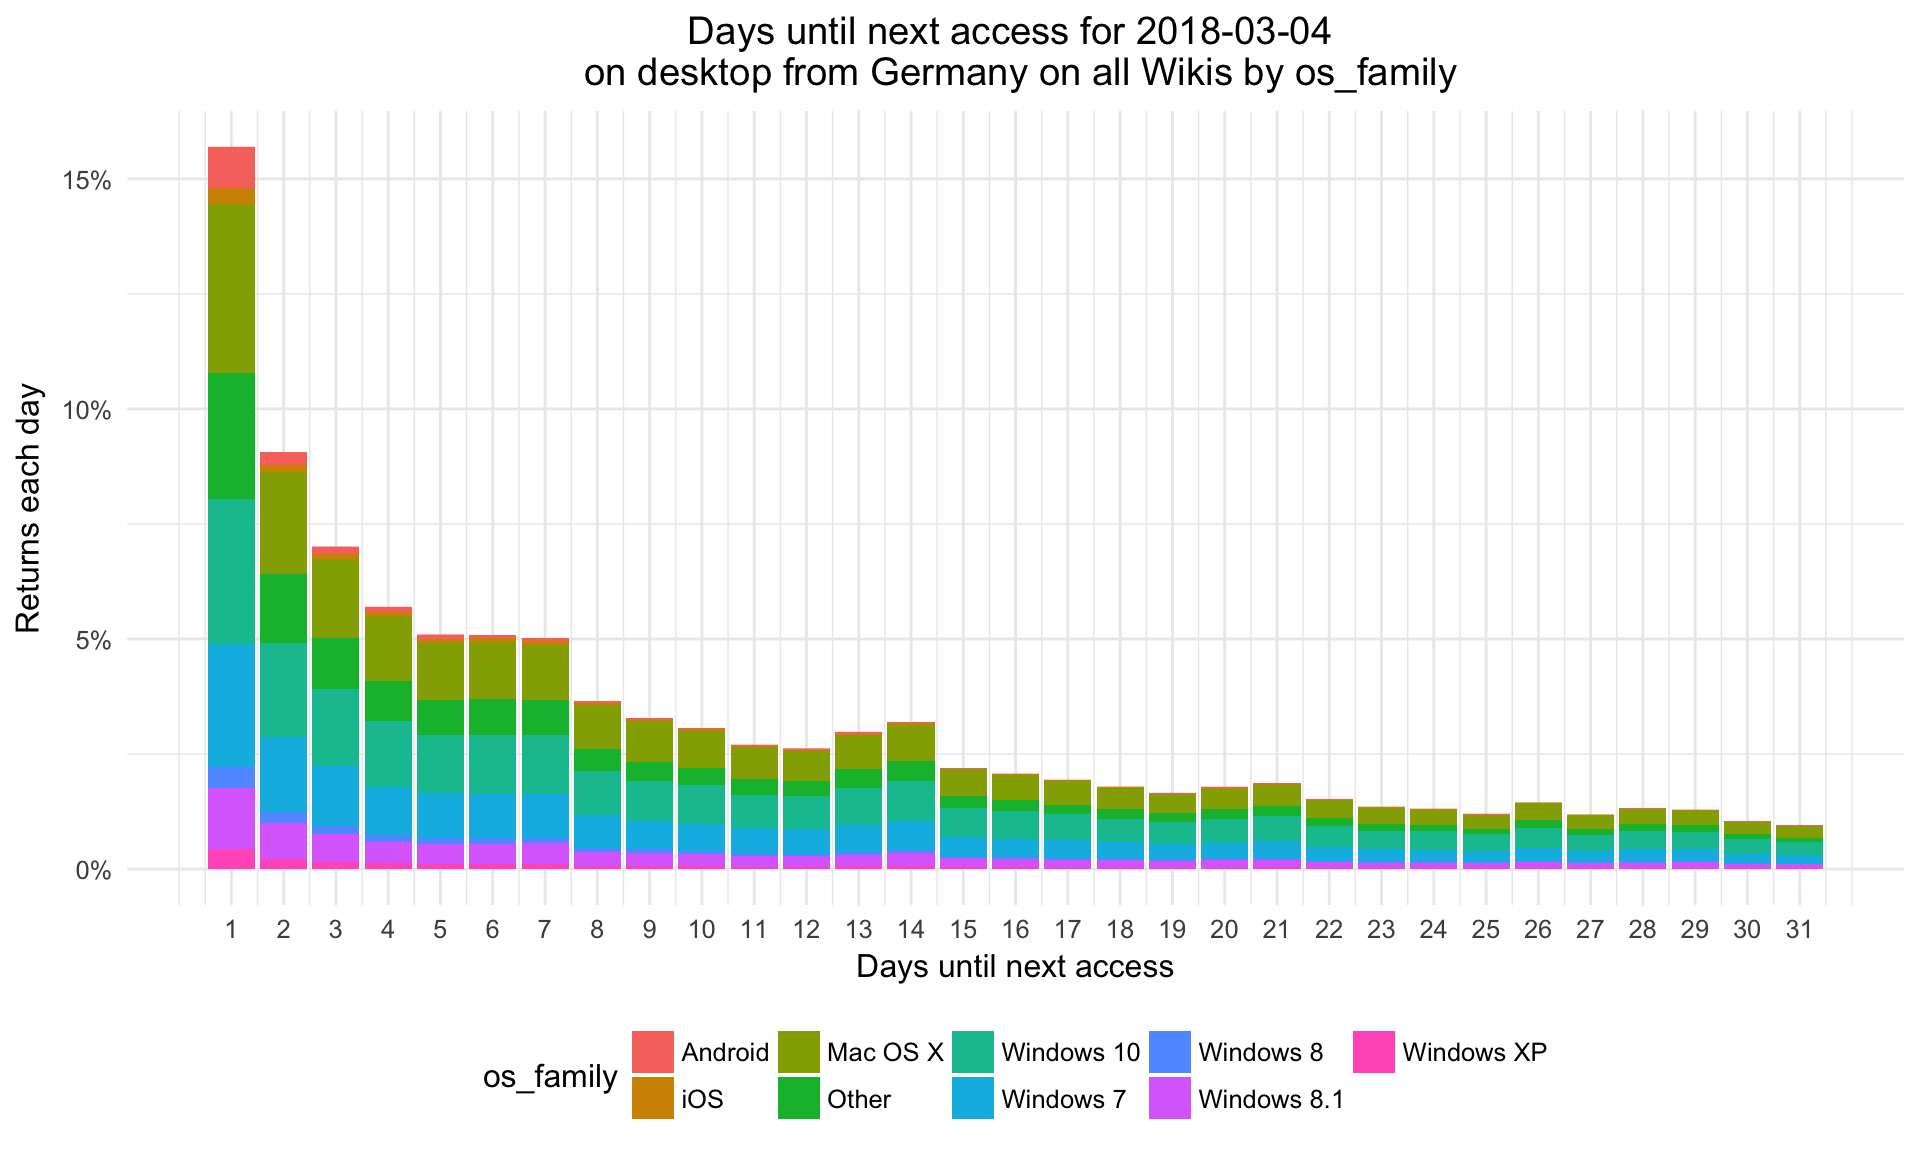 Days until next access for 2018-03-04
on desktop from Germany on all Wikis by os_family
Returns each day
15%
10%
5%
0%
1 2 3 4 5 6 7 8 9 10 11 12 13 14 15 16 17 18 19 20 21 22 23 24 25 26 27 28 29 30 31
Days until next access
os_family
Android Mac OS X Windows 10 Windows 8 Windows XP
iOS Other Windows 7 Windows 8.1